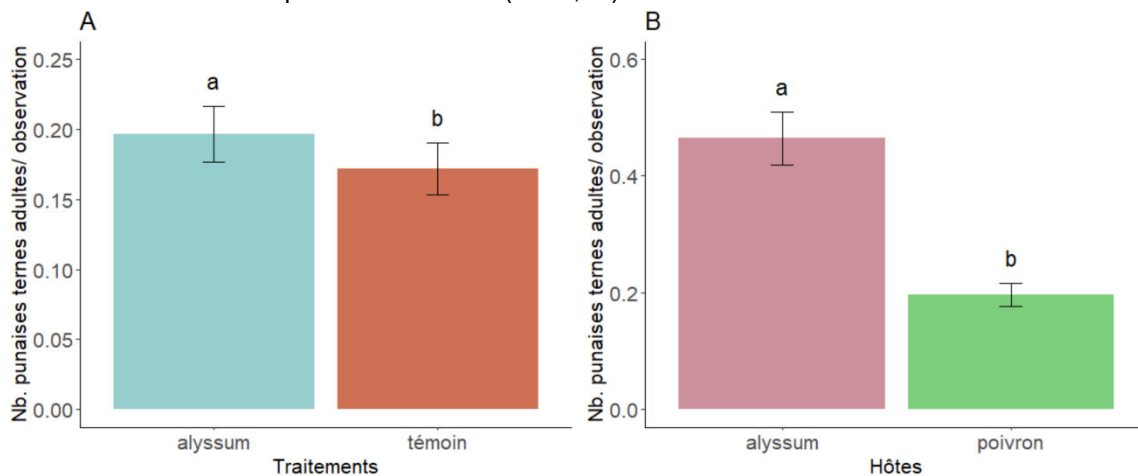 A
Nb. punaises ternes adultes/ observation
0.25
0.20
0.15
0.10
0.05
0.00
a
b
alyssum
témoin
Traitements
B
Nb. punaises ternes adultes/ observation
0.6
0.4
0.2
0.0
a
b
alyssum
poivron
Hôtes